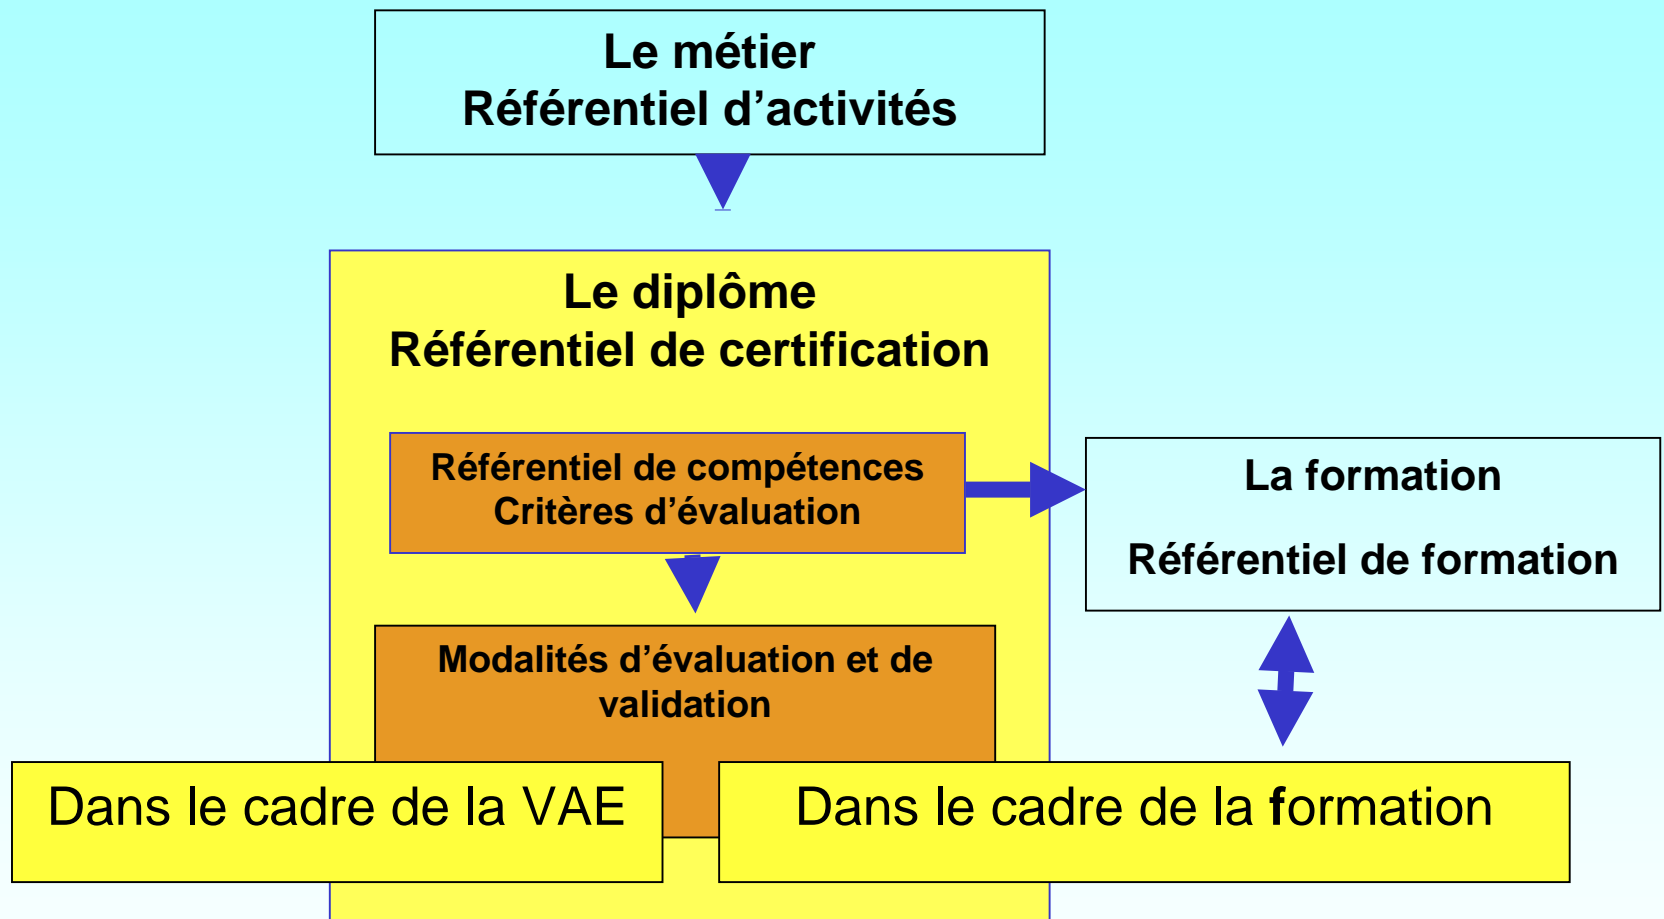 Le métier
Référentiel d’activités
Le diplôme
Référentiel de certification
Référentiel de compétences
Critères d’évaluation
La formation
Référentiel de formation
Modalités d’évaluation et de
validation
Dans le cadre de la VAE
Dans le cadre de la formation